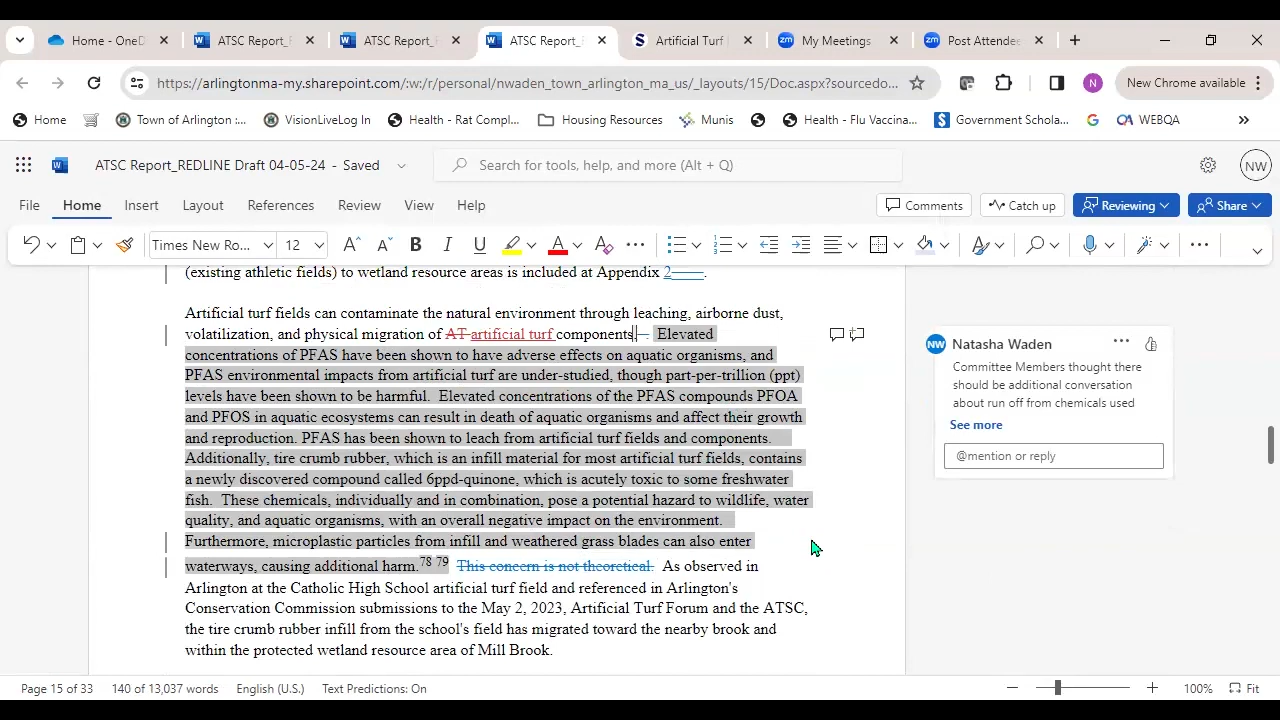 Home - OneD
ATSC Report_F
ATSC Report_F
ATSC Report_
Artificial Turf
My Meetings
Post Attendee
https://arlingtonma-my.sharepoint.com/:w:/r/personal/nwaden_town_arlington_ma_us/_layouts/15/Doc.aspx?sourcedo...
N
New Chrome available
Home
Town of Arlington :...
VisionLiveLog In
Health - Rat Compl...
Housing Resources
Munis
Health - Flu Vaccina...
Government Schola...
WEBQA
ATSC Report_REDLINE Draft 04-05-24 - Saved
Search for tools, help, and more (Alt + Q)
NW
File Home Insert Layout References Review View Help
Comments
Catch up
Reviewing
Share
Times New Ro... 12
(existing athletic fields) to wetland resource areas is included at Appendix 2____.
Artificial turf fields can contaminate the natural environment through leaching, airborne dust,
volatilization, and physical migration of AT artificial turf components. Elevated
concentrations of PFAS have been shown to have adverse effects on aquatic organisms, and
PFAS environmental impacts from artificial turf are under-studied, though part-per-trillion (ppt)
levels have been shown to be harmful. Elevated concentrations of the PFAS compounds PFOA
and PFOS in aquatic ecosystems can result in death of aquatic organisms and affect their growth
and reproduction. PFAS has been shown to leach from artificial turf fields and components.
Additionally, tire crumb rubber, which is an infill material for most artificial turf fields, contains
a newly discovered compound called 6ppd-quinone, which is acutely toxic to some freshwater
fish. These chemicals, individually and in combination, pose a potential hazard to wildlife, water
quality, and aquatic organisms, with an overall negative impact on the environment.
Furthermore, microplastic particles from infill and weathered grass blades can also enter
waterways, causing additional harm.78 79 This concern is not theoretical. As observed in
Arlington at the Catholic High School artificial turf field and referenced in Arlington's
Conservation Commission submissions to the May 2, 2023, Artificial Turf Forum and the ATSC,
the tire crumb rubber infill from the school's field has migrated toward the nearby brook and
within the protected wetland resource area of Mill Brook.
NW Natasha Waden
Committee Members thought there
should be additional conversation
about run off from chemicals used
See more
@mention or reply
Page 15 of 33
140 of 13,037 words
English (U.S.)
Text Predictions: On
100%
Fit